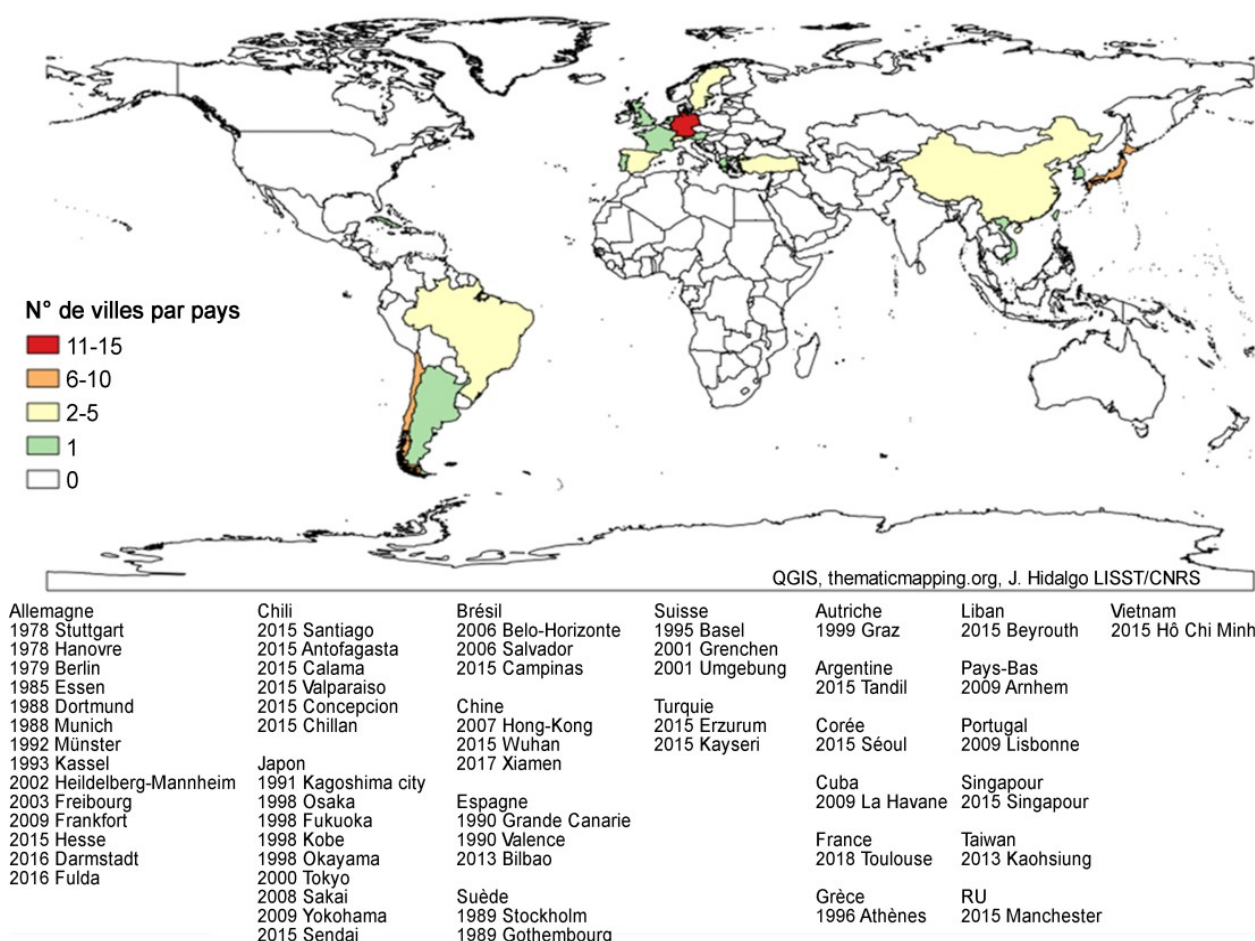 N° de villes par pays
11-15
6-10
2-5
1
0
QGIS, thematicmapping.org, J. Hidalgo LISST/CNRS
Allemagne
1978 Stuttgart
1978 Hanovre
1979 Berlin
1985 Essen
1988 Dortmund
1988 Munich
1992 Münster
1993 Kassel
2002 Heildelberg-Mannheim
2003 Freibourg
2009 Frankfort
2015 Hesse
2016 Darmstadt
2016 Fulda
Chili
2015 Santiago
2015 Antofagasta
2015 Calama
2015 Valparaiso
2015 Concepcion
2015 Chillan
Japon
1991 Kagoshima city
1998 Osaka
1998 Fukuoka
1998 Kobe
1998 Okayama
2000 Tokyo
2008 Sakai
2009 Yokohama
2015 Sendai
Brésil
2006 Belo-Horizonte
2006 Salvador
2015 Campinas
Chine
2007 Hong-Kong
2015 Wuhan
2017 Xiamen
Espagne
1990 Grande Canarie
1990 Valence
2013 Bilbao
Suède
1989 Stockholm
1989 Gothembourg
Suisse
1995 Basel
2001 Grenchen
2001 Umgebung
Turquie
2015 Erzurum
2015 Kayseri
Autriche
1999 Graz
Argentine
2015 Tandil
Corée
2015 Séoul
Cuba
2009 La Havane
France
2018 Toulouse
Grèce
1996 Athènes
Liban
2015 Beyrouth
Pays-Bas
2009 Arnhem
Portugal
2009 Lisbonne
Singapour
2015 Singapour
Taiwan
2013 Kaohsiung
RU
2015 Manchester
Vietnam
2015 Hô Chi Minh